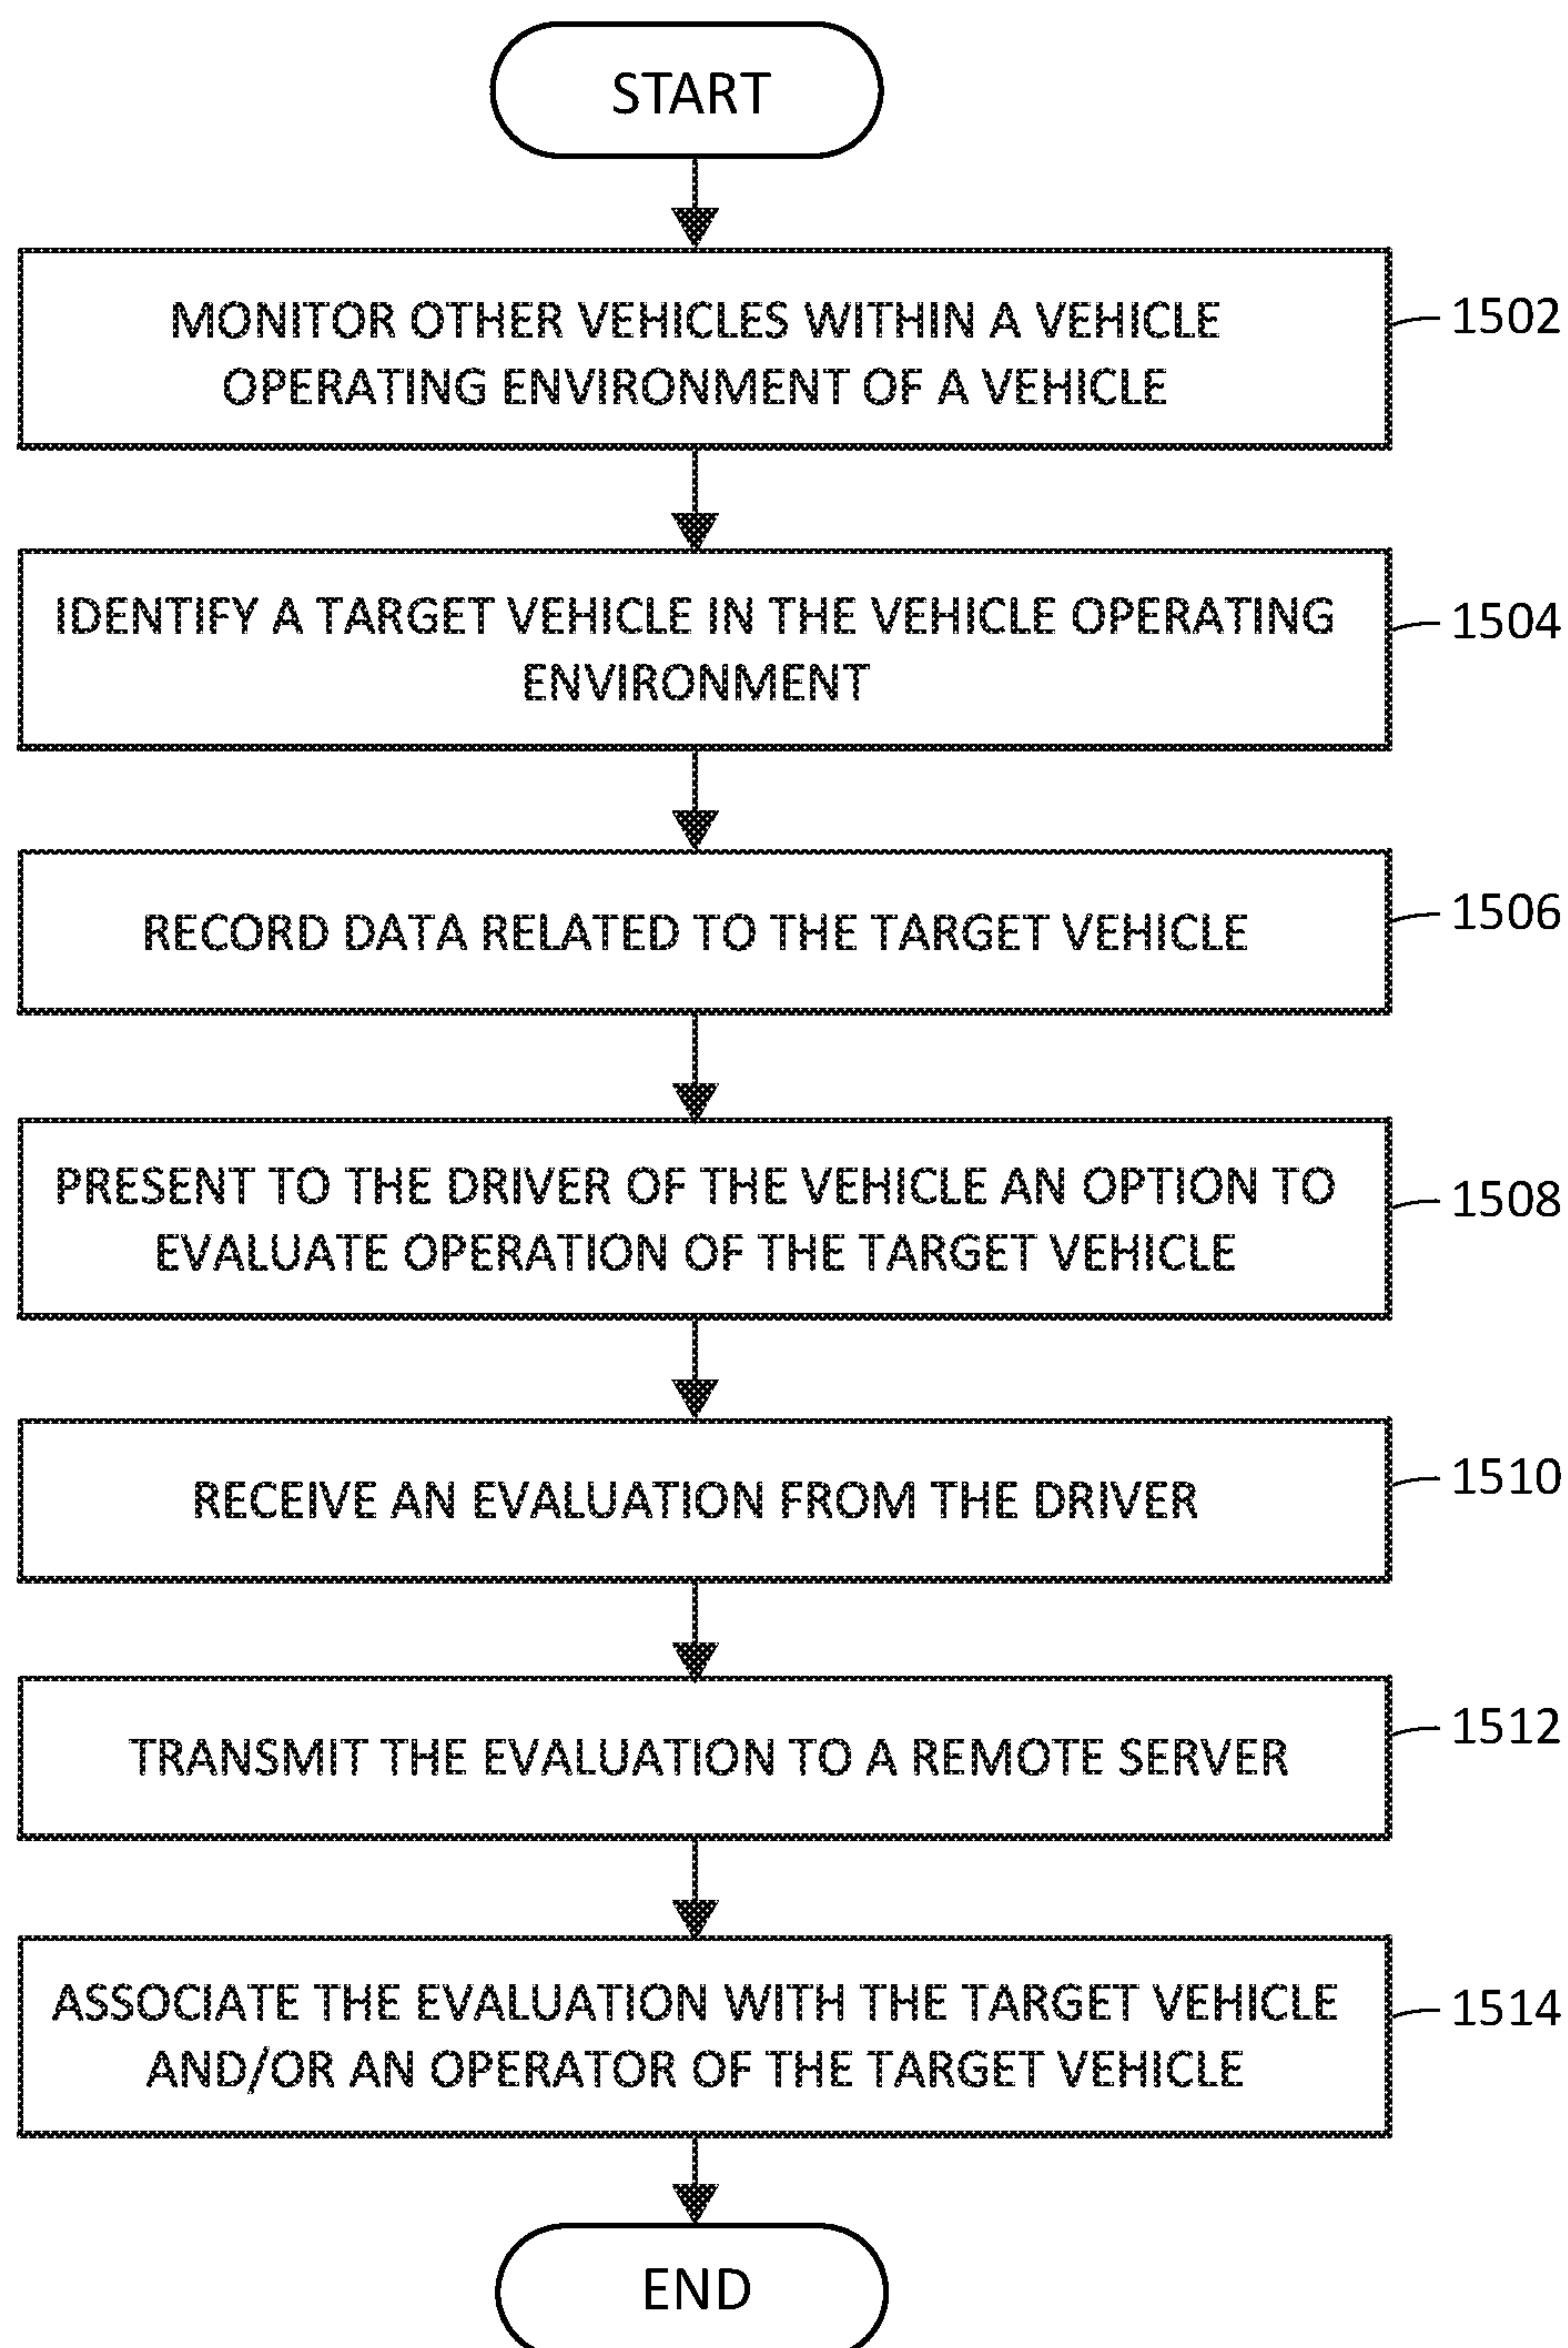 START
MONITOR OTHER VEHICLES WITHIN A VEHICLE
OPERATING ENVIRONMENT OF A VEHICLE
1502
IDENTIFY A TARGET VEHICLE IN THE VEHICLE OPERATING
ENVIRONMENT
1504
RECORD DATA RELATED TO THE TARGET VEHICLE
1506
PRESENT TO THE DRIVER OF THE VEHICLE AN OPTION TO
EVALUATE OPERATION OF THE TARGET VEHICLE
1508
RECEIVE AN EVALUATION FROM THE DRIVER
1510
TRANSMIT THE EVALUATION TO A REMOTE SERVER
1512
ASSOCIATE THE EVALUATION WITH THE TARGET VEHICLE
AND/OR AN OPERATOR OF THE TARGET VEHICLE
1514
END